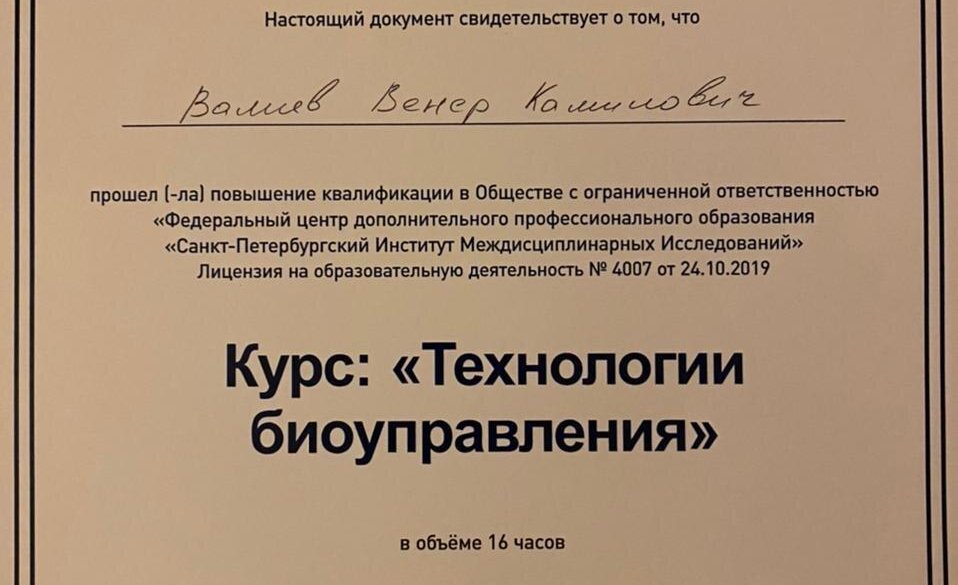 Настоящий документ свидетельствует о том, что
Валиев Венер Камилович
прошел (-ла) повышение квалификации в Обществе с ограниченной ответственностью
«Федеральный центр дополнительного профессионального образования
«Санкт-Петербургский Институт Междисциплинарных Исследований»
Лицензия на образовательную деятельность № 4007 от 24.10.2019
Курс: «Технологии
биоуправления»
в объёме 16 часов